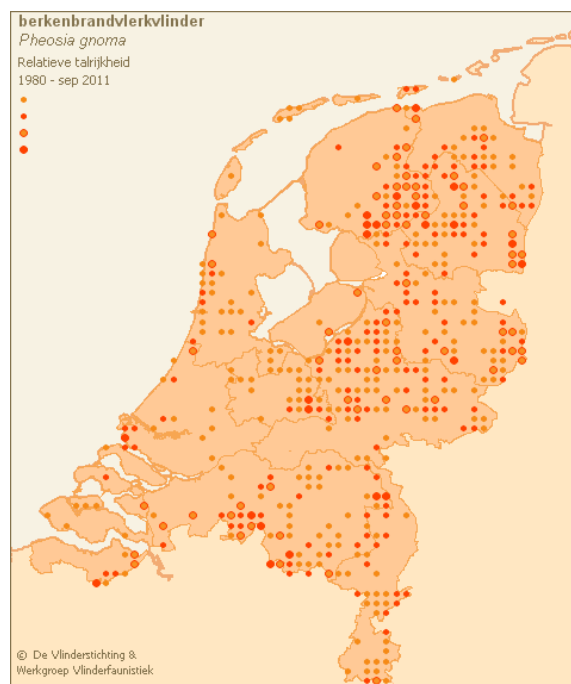 berkenbrandvlerkvlinder
Pheosia gnoma
Relatieve talrijkheid
1980 - sep 2011
© De Vlinderstichting &
Werkgroep Vlinderfaunistiek